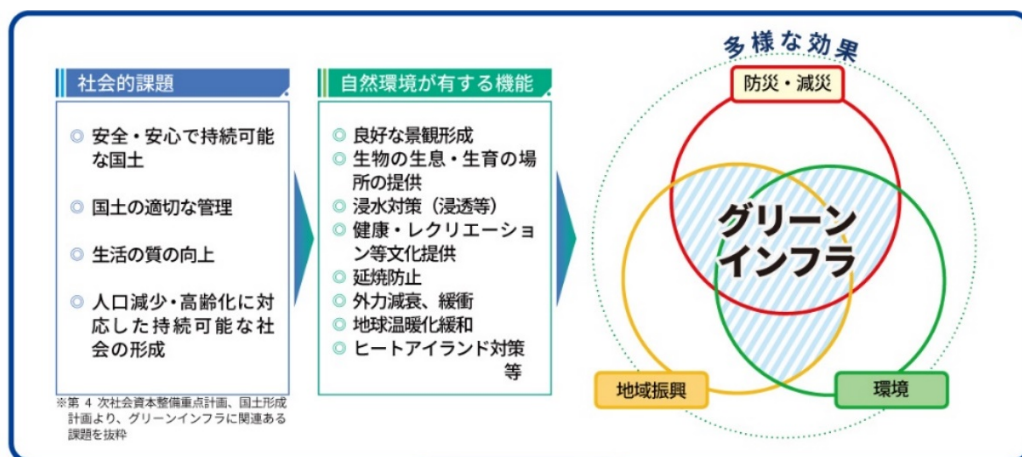 社会的課題
◎ 安全・安心で持続可能
な国土
◎ 国土の適切な管理
◎ 生活の質の向上
◎ 人口減少・高齢化に対
応した持続可能な社
会の形成
※第 4 次社会資本整備重点計画、国土形成
計画より、グリーンインフラに関連ある
課題を抜粋
自然環境が有する機能
◎ 良好な景観形成
◎ 生物の生息・生育の場
所の提供
◎ 浸水対策（浸透等）
◎ 健康・レクリエーショ
ン等文化提供
◎ 延焼防止
◎ 外力減衰、緩衝
◎ 地球温暖化緩和
◎ ヒートアイランド対策
等
多様な効果
防災・減災
グリーン
インフラ
地域振興
環境